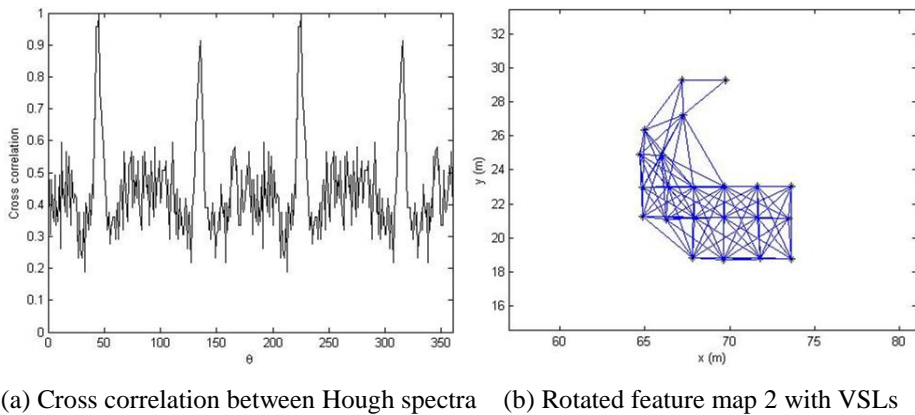 1
0.9
0.8
0.7
0.6
0.5
0.4
0.3
0.2
0.1
0
Cross correlation
0 50 100 150 200 250 300 350
θ
32
30
28
26
24
22
20
18
16
y (m)
60 65 70 75 80
x (m)
(a) Cross correlation between Hough spectra
(b) Rotated feature map 2 with VSLs